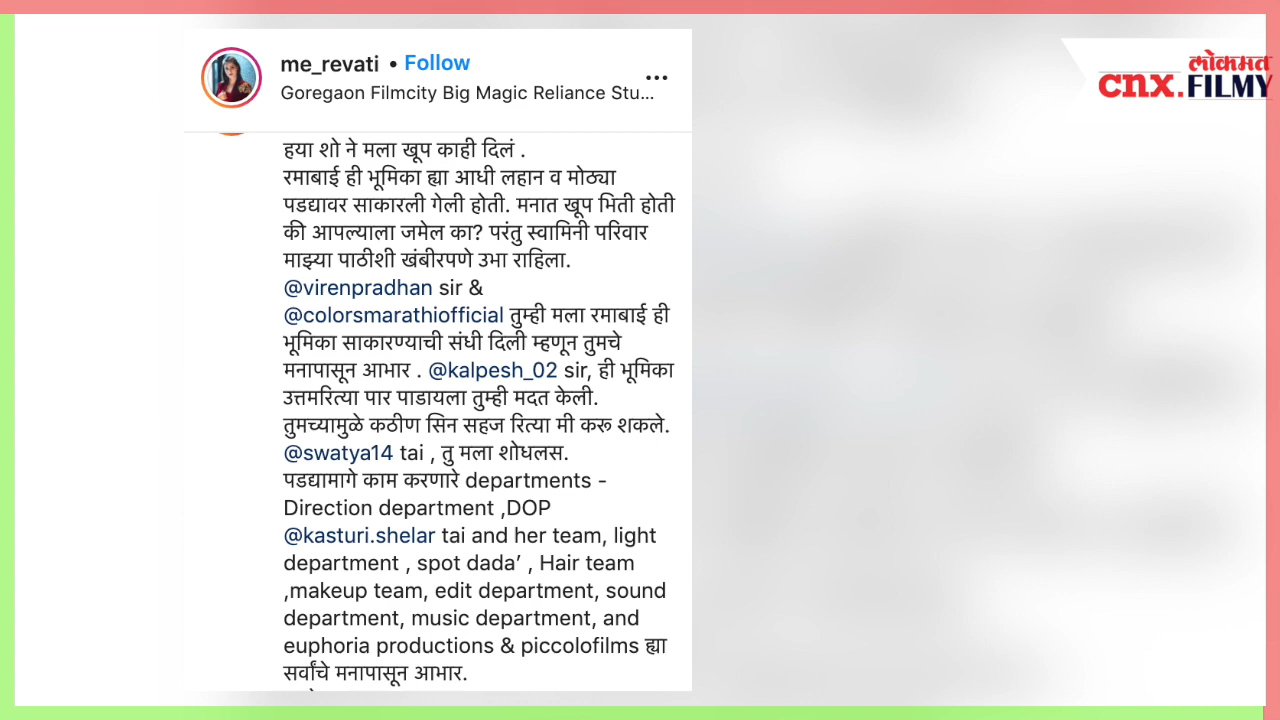 me_revati • Follow
Goregaon Filmcity Big Magic Reliance Stu...
लोकमत
cnx.FILMY
हया शो ने मला खूप काही दिलं .
रमाबाई ही भूमिका ह्या आधी लहान व मोठ्या
पडद्यावर साकारली गेली होती. मनात खूप भिती होती
की आपल्याला जमेल का? परंतु स्वामिनी परिवार
माझ्या पाठीशी खंबीरपणे उभा राहिला.
@virenpradhan sir &
@colorsmarathiofficial तुम्ही मला रमाबाई ही
भूमिका साकारण्याची संधी दिली म्हणून तुमचे
मनापासून आभार . @kalpesh_02 sir, ही भूमिका
उत्तमरित्या पार पाडायला तुम्ही मदत केली.
तुमच्यामुळे कठीण सिन सहज रित्या मी करू शकले.
@swatya14 tai , तु मला शोधलस.
पडद्यामागे काम करणारे departments -
Direction department ,DOP
@kasturi.shelar tai and her team, light
department , spot dada’ , Hair team
,makeup team, edit department, sound
department, music department, and
euphoria productions & piccolofilms ह्या
सर्वांचे मनापासून आभार.